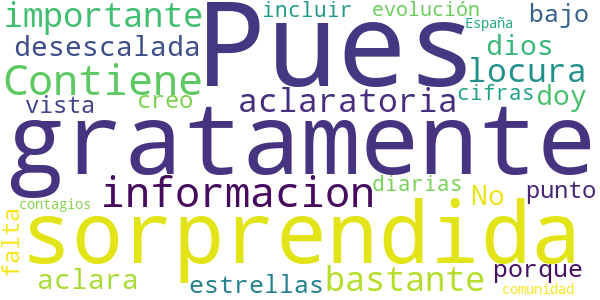 importante Pues incluir evolución bajo
España
desescalada dios
Contiene locura
vista creo aclaratoria cifras doy
gratamente
informacion diarias No punto
contagios
falta sorprendida
aclara estrellas bastante porque
comunidad